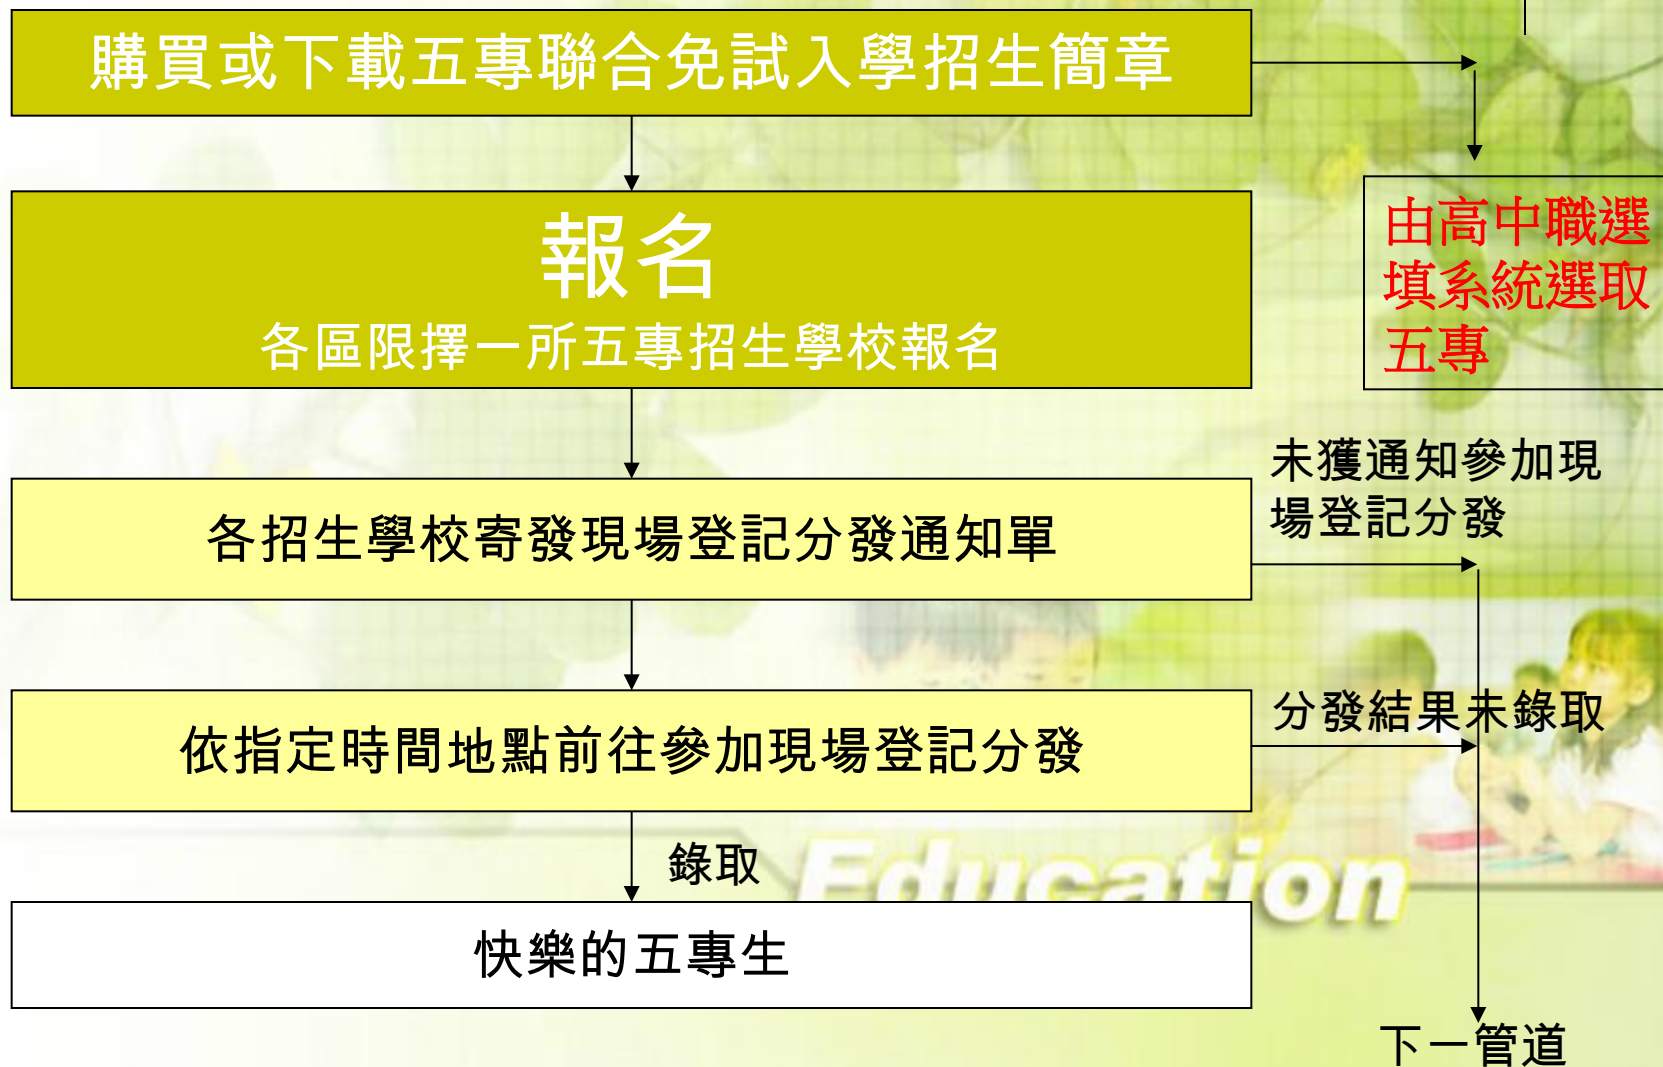 購買或下載五專聯合免試入學招生簡章
報名
各區限擇一所五專招生學校報名
由高中職選
填系統選取
五專
未獲通知參加現
場登記分發
各招生學校寄發現場登記分發通知單
分發結果未錄取
依指定時間地點前往參加現場登記分發
錄取
Education
快樂的五專生
下一管道